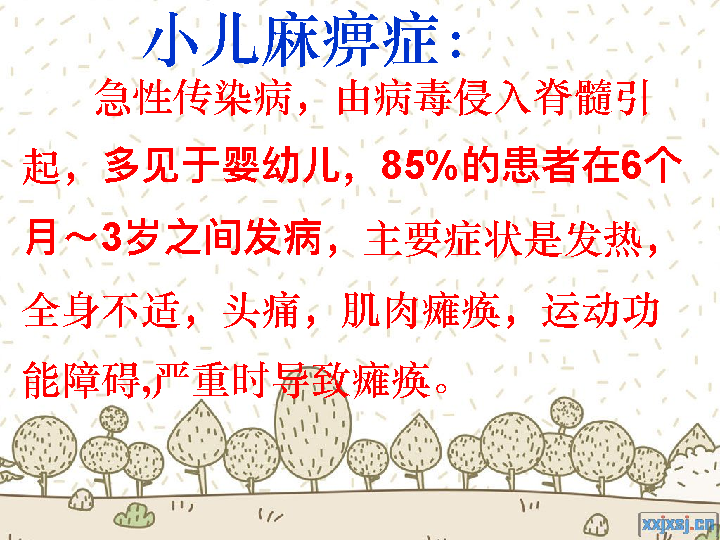 小儿麻痹症：
急性传染病，由病毒侵入脊髓引
起，多见于婴幼儿，85%的患者在6个
月～3岁之间发病，主要症状是发热，
全身不适，头痛，肌肉瘫痪，运动功
能障碍,严重时导致瘫痪。
xxjxsj.cn